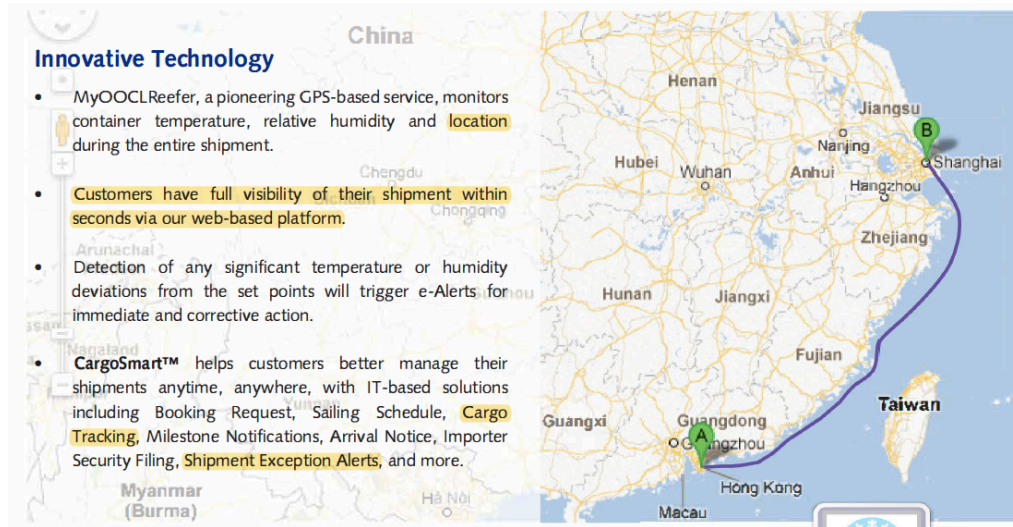 China
Innovative Technology
• MyOOCLReefer, a pioneering GPS-based service, monitors
container temperature, relative humidity and location
during the entire shipment.
• Customers have full visibility of their shipment within
seconds via our web-based platform.
• Detection of any significant temperature or humidity
deviations from the set points will trigger e-Alerts for
immediate and corrective action.
• CargoSmart™ helps customers better manage their
shipments anytime, anywhere, with IT-based solutions
including Booking Request, Sailing Schedule, Cargo
Tracking, Milestone Notifications, Arrival Notice, Importer
Security Filing, Shipment Exception Alerts, and more.
Chengdu
Chongqing
Arunachal
Nagaland
Yunnan
Myanmar
(Burma)
Hà Nội
Henan
Jiangsu
B
Nanjing
Shanghai
Hubei
Wuhan
Anhui
Hangzhou
Zhejiang
Hunan
Jiangxi
Fujian
Taiwan
Guangxi
Guangdong
A
Guangzhou
Hong Kong
Macau